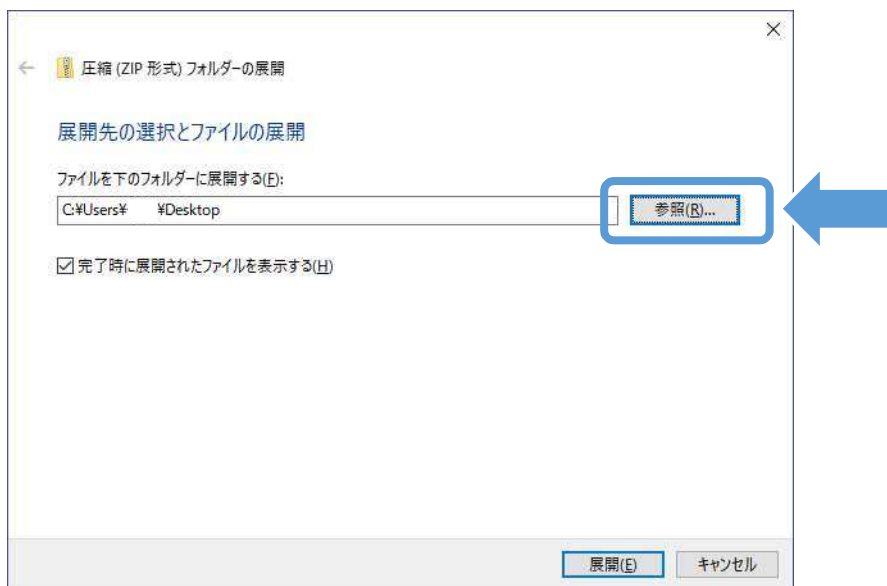 圧縮 (ZIP 形式) フォルダーの展開
展開先の選択とファイルの展開
ファイルを下のフォルダーに展開する(F):
C:¥Users¥ ¥Desktop 参照(R)...
完了時に展開されたファイルを表示する(H)
展開(E) キャンセル